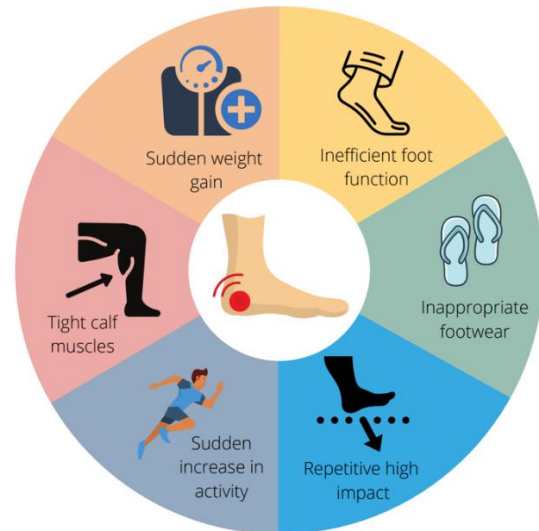 Sudden weight
gain
Inefficient foot
function
Tight calf
muscles
Inappropriate
footwear
Sudden
increase in
activity
Repetitive high
impact